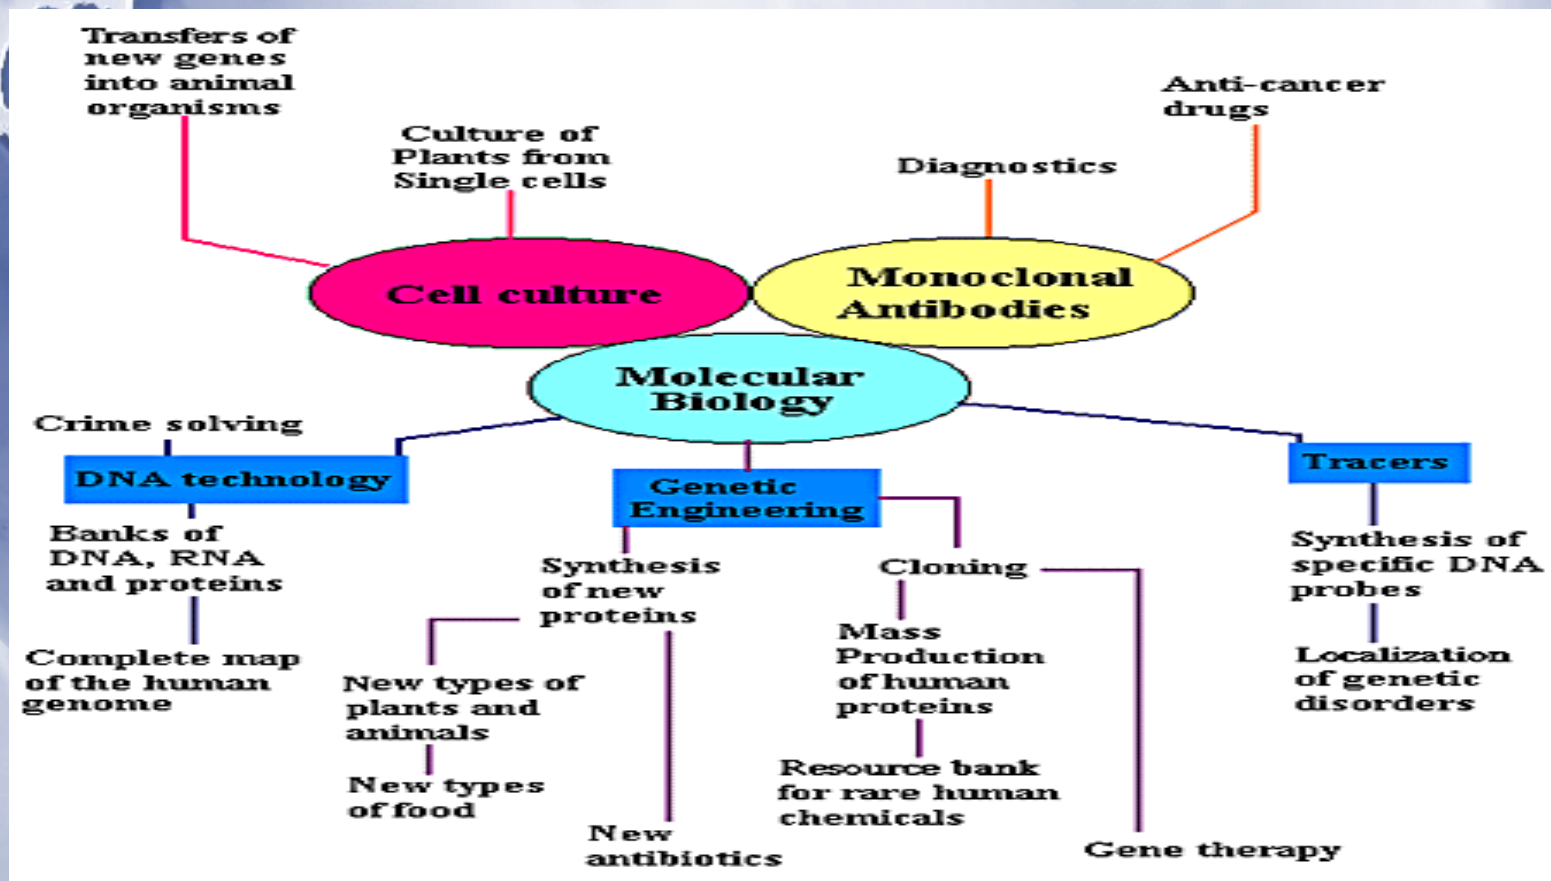 Transfers of
new genes
into animal
organisms
Culture of
Plants from
Single cells
Diagnostics
Anti-cancer
drugs
Cell culture
Monoclonal
Antibodies
Molecular
Biology
Crime solving
DNA technology
Banks of
DNA, RNA
and proteins
Complete map
of the human
genome
Genetic
Engineering
Synthesis
of new
proteins
New types of
plants and
animals
New types
of food
New
antibiotics
Cloning
Mass
Production
of human
proteins
Resource bank
for rare human
chemicals
Gene therapy
Tracers
Synthesis of
specific DNA
probes
Localization
of genetic
disorders